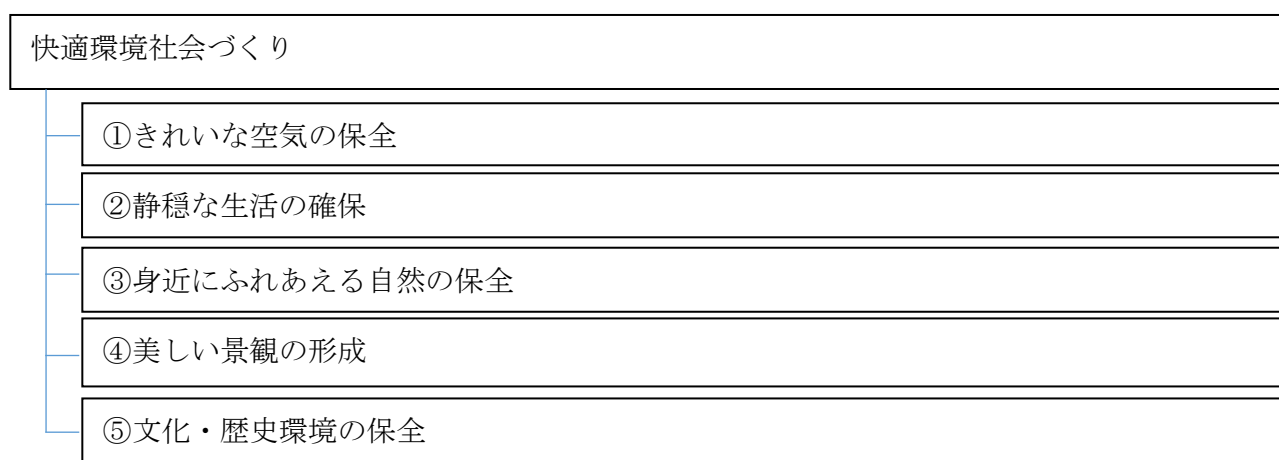 快適環境社会づくり
①きれいな空気の保全
②静穏な生活の確保
③身近にふれあえる自然の保全
④美しい景観の形成
⑤文化・歴史環境の保全